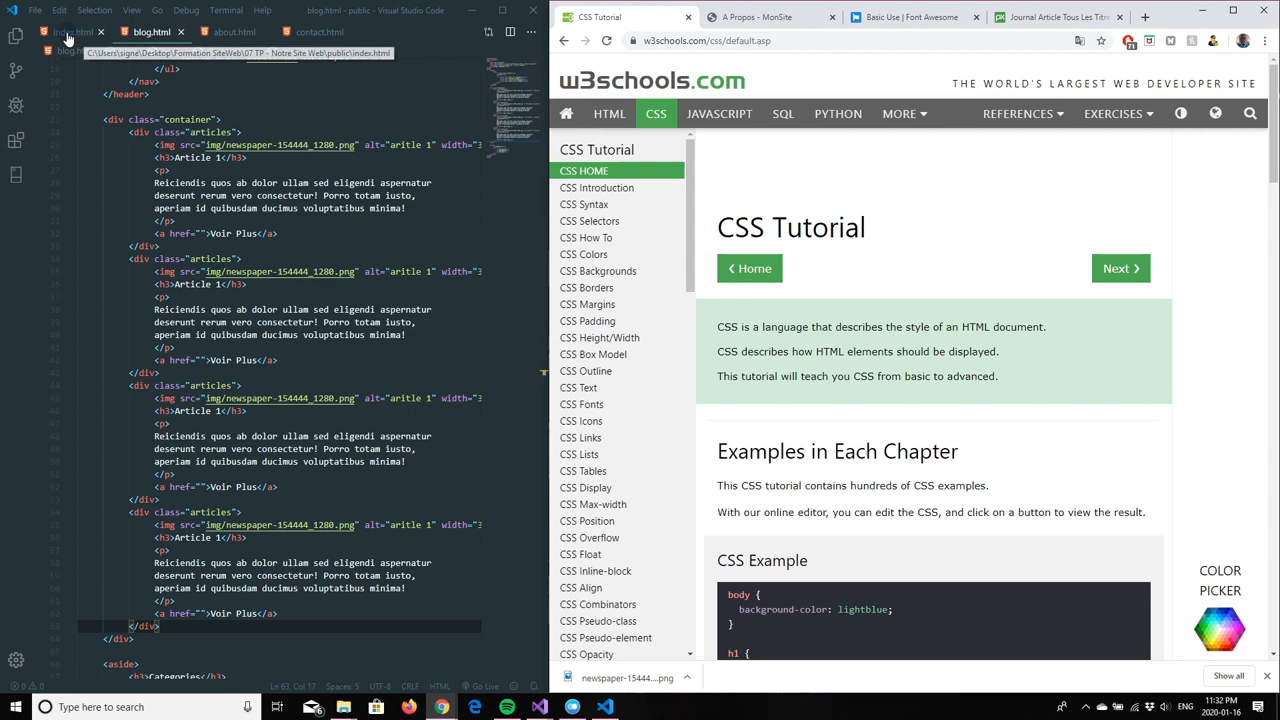 File Edit Selection View Go Debug Terminal Help blog.html - public - Visual Studio Code
index.html blog.html about.html contact.html
C:\Users\signe\Desktop\Formation SiteWeb\07 TP - Notre Site Web\public\index.html
</ul>
</nav>
</header>
<div class="container">
<div class="articles">
<img src="img/newspaper-154444_1280.png" alt="aritle 1" width="3
<h3>Article 1</h3>
<p>
Reiciendis quos ab dolor ullam sed eligendi aspernatur
deserunt rerum vero consectetur! Porro tatam iusto,
aperiam id quibusdam ducimus voluptatibus minima!
</p>
<a href="">Voir Plus</a>
</div>
<div class="articles">
<img src="img/newspaper-154444_1280.png" alt="aritle 1" width="3
<h3>Article 1</h3>
<p>
Reiciendis quos ab dolor ullam sed eligendi aspernatur
deserunt rerum vero consectetur! Porro totam iusto,
aperiam id quibusdam ducimus voluptatibus minima!
</p>
<a href="">Voir Plus</a>
</div>
<div class="articles">
<img src="img/newspaper-154444_1280.png" alt="aritle 1" width="3
<h3>Article 1</h3>
<p>
Reiciendis quos ab dolor ullam sed eligendi aspernatur
deserunt rerum vero consectetur! Porro totam iusto,
aperiam id quibusdam ducimus voluptatibus minima!
</p>
<a href="">Voir Plus</a>
</div>
<div class="articles">
<img src="img/newspaper-154444_1280.png" alt="aritle 1" width="3
<h3>Article 1</h3>
<p>
Reiciendis quos ab dolor ullam sed eligendi aspernatur
deserunt rerum vero consectetur! Porro totam iusto,
aperiam id quibusdam ducimus voluptatibus minima!
</p>
<a href="">Voir Plus</a>
</div>
</div>
<aside>
<h3>Categories</h3>
Ln 63, Col 17 Spaces: 5 UTF-8 CRLF HTML Go Live
CSS Tutorial A Propos - MonSite Basic Use | Font Awesome Journal Article Tous Les Titres
w3schools.com/css/default.asp
w3schools.com
THE WORLD'S LARGEST WEB DEVELOPER SITE
HTML CSS JAVASCRIPT SQL PYTHON MORE REFERENCES EXERCISES
CSS Tutorial
CSS HOME
CSS Introduction
CSS Syntax
CSS Selectors
CSS How To
CSS Colors
CSS Backgrounds
CSS Borders
CSS Margins
CSS Padding
CSS Height/Width
CSS Box Model
CSS Outline
CSS Text
CSS Fonts
CSS Icons
CSS Links
CSS Lists
CSS Tables
CSS Display
CSS Max-width
CSS Position
CSS Overflow
CSS Float
CSS Inline-block
CSS Align
CSS Combinators
CSS Pseudo-class
CSS Pseudo-element
CSS Opacity
CSS Tutorial
❮ Home
Next ❯
CSS is a language that describes the style of an HTML document.
CSS describes how HTML elements should be displayed.
This tutorial will teach you CSS from basic to advanced.
Examples in Each Chapter
This CSS tutorial contains hundreds of CSS examples.
With our online editor, you can edit the CSS, and click on a button to view the result.
CSS Example
body {
background-color: lightblue;
}
h1 {
COLOR
PICKER
newspaper-15444....png
Show all
Type here to search
ENG
11:32 PM
2020-01-16